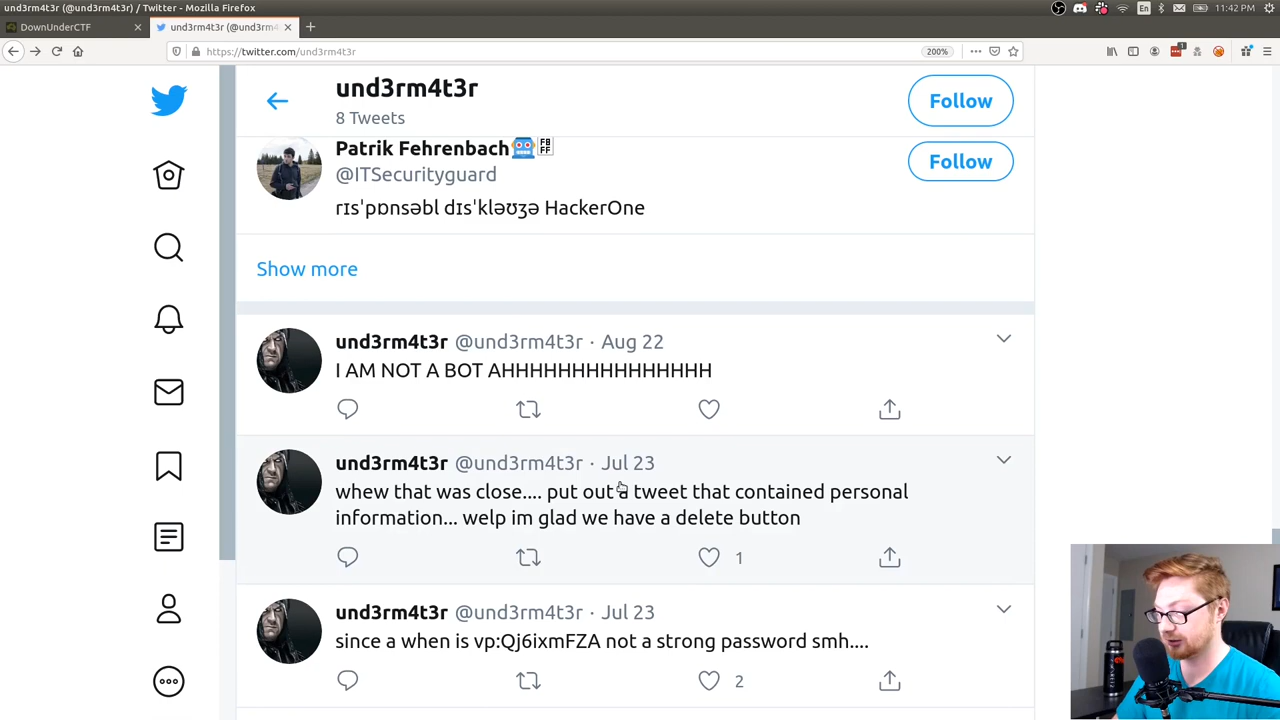 und3rm4t3r (@und3rm4t3r) / Twitter - Mozilla Firefox
En
11:42 PM
DownUnderCTF
und3rm4t3r (@und3rm4
https://twitter.com/und3rm4t3r
200%
1
und3rm4t3r
8 Tweets
Follow
Patrik Fehrenbach
@ITSecurityguard
Follow
rɪsˈpɒnsəbl dɪsˈkləʊʒə HackerOne
Show more
und3rm4t3r @und3rm4t3r · Aug 22
I AM NOT A BOT AHHHHHHHHHHHHHHH
und3rm4t3r @und3rm4t3r · Jul 23
whew that was close.... put out a tweet that contained personal
information... welp im glad we have a delete button
1
und3rm4t3r @und3rm4t3r · Jul 23
since a when is vp:Qj6ixmFZA not a strong password smh....
2